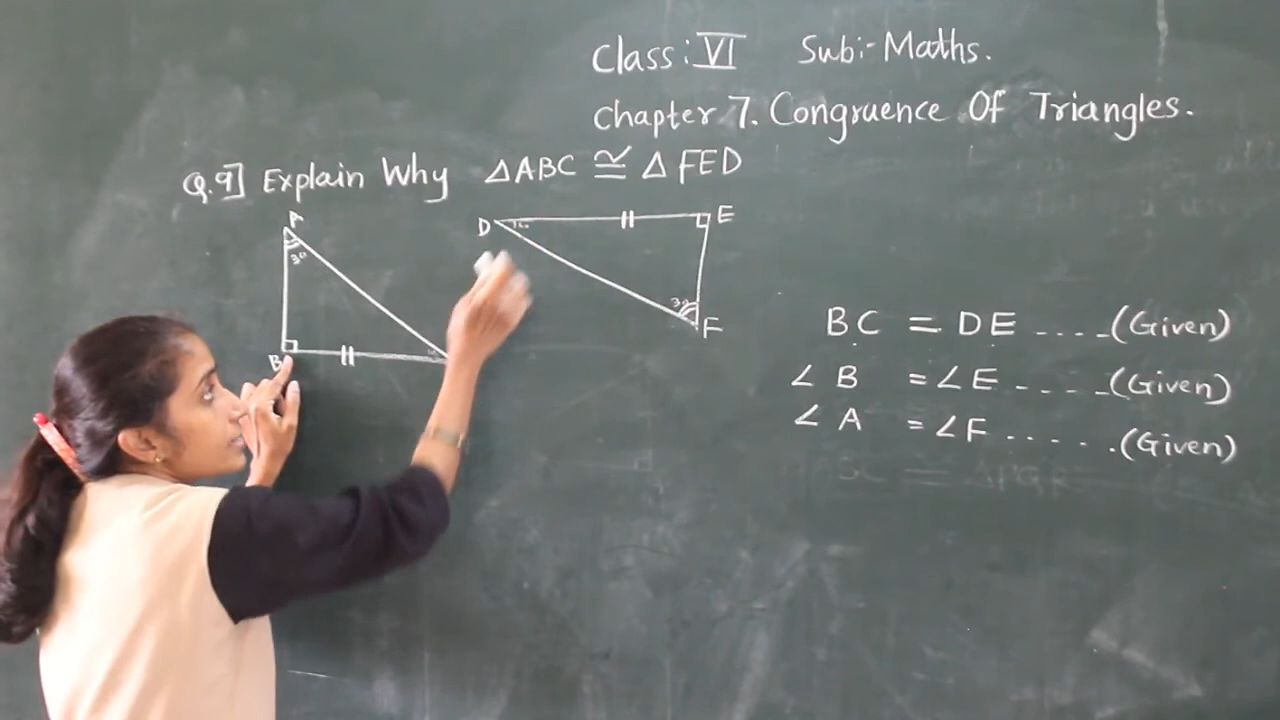 Class: VI Sub:- Maths.
Chapter 7. Congruence Of Triangles.
Q.9] Explain Why △ABC ≅ △FED
A
30
B
D
E
30
F
BC = DE ....(Given)
∠B = ∠E ....(Given)
∠A = ∠F ......(Given)